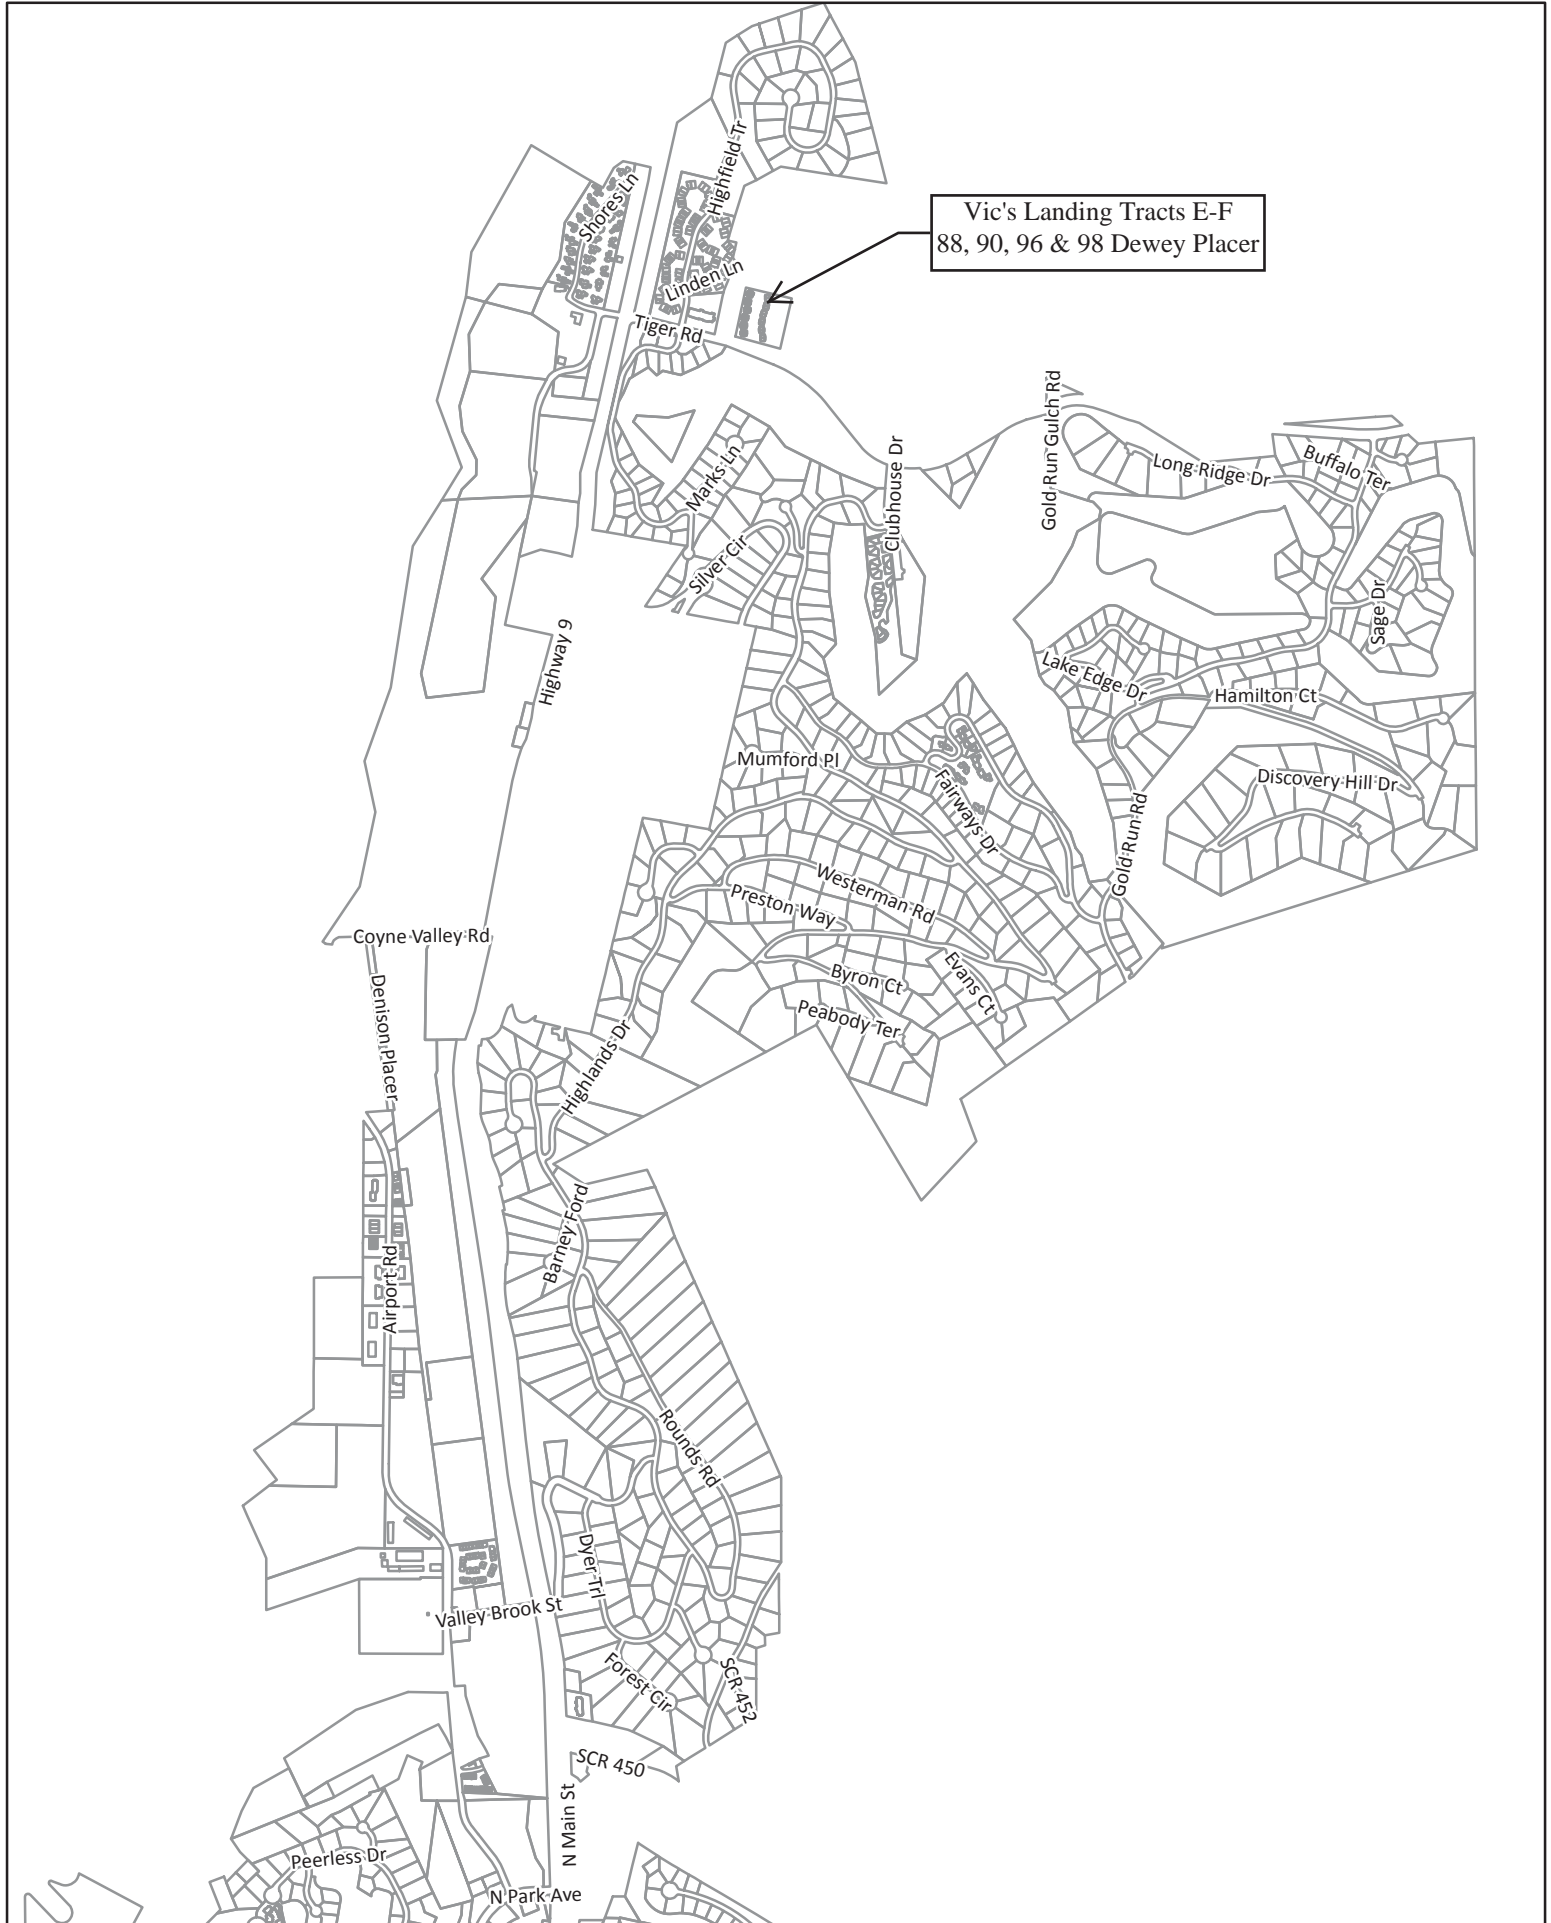 Highfield Tr
Shores Ln
Vic's Landing Tracts E-F
88, 90, 96 & 98 Dewey Placer
Linden Ln
Tiger Rd
Gold Run Gulch Rd
Clubhouse Dr
Marks Ln
Long Ridge Dr
Buffalo Ter
Silver Cir
Sage Dr
Highway 9
Lake Edge Dr
Hamilton Ct
Mumford Pl
Fairways Dr
Discovery Hill Dr
Gold Run Rd
Westerman Rd
Preston Way
Coyne Valley Rd
Evans Ct
Byron Ct
Denison Placer
Peabody Ter
Highlands Dr
Barney Ford
Airport Rd
Rounds Rd
Dyer Trl
Valley Brook St
Forest Cir
SCR 452
SCR 450
N Main St
Peerless Dr
N Park Ave